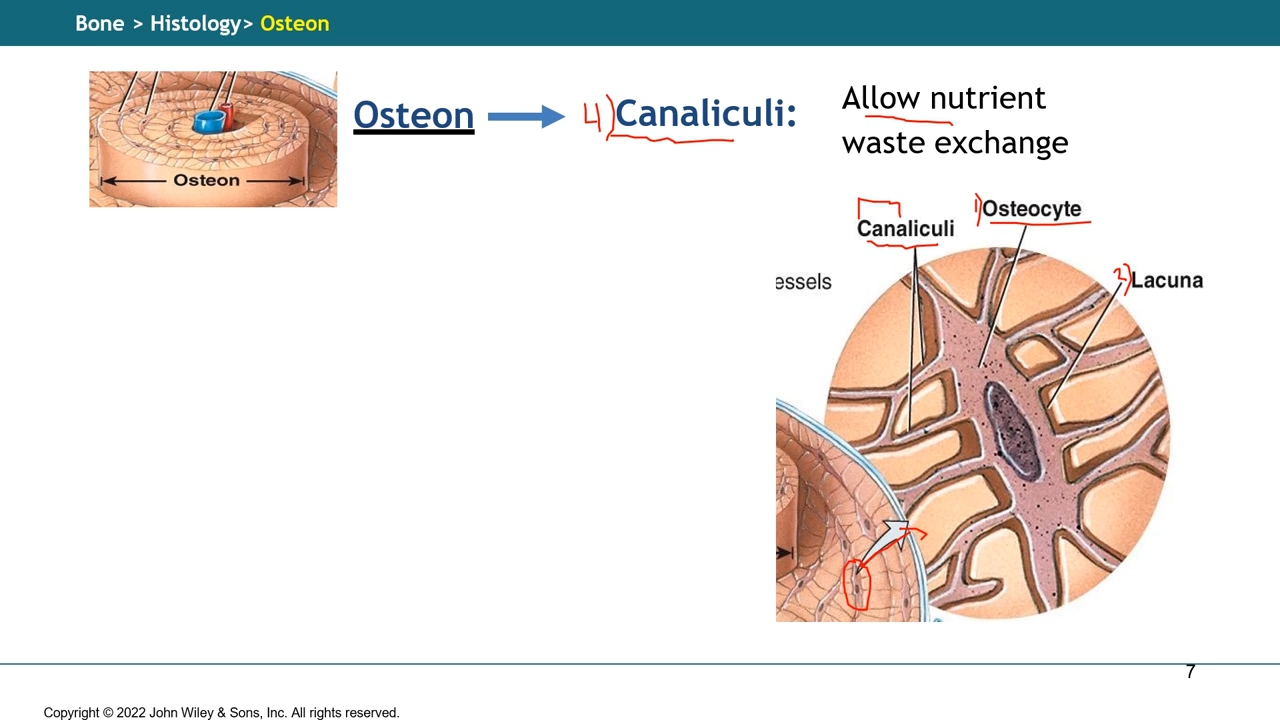 Bone > Histology> Osteon
Osteon
Osteon
4) Canaliculi:
Allow nutrient
waste exchange
Canaliculi
1) Osteocyte
2) Lacuna
essels
7
Copyright © 2022 John Wiley & Sons, Inc. All rights reserved.